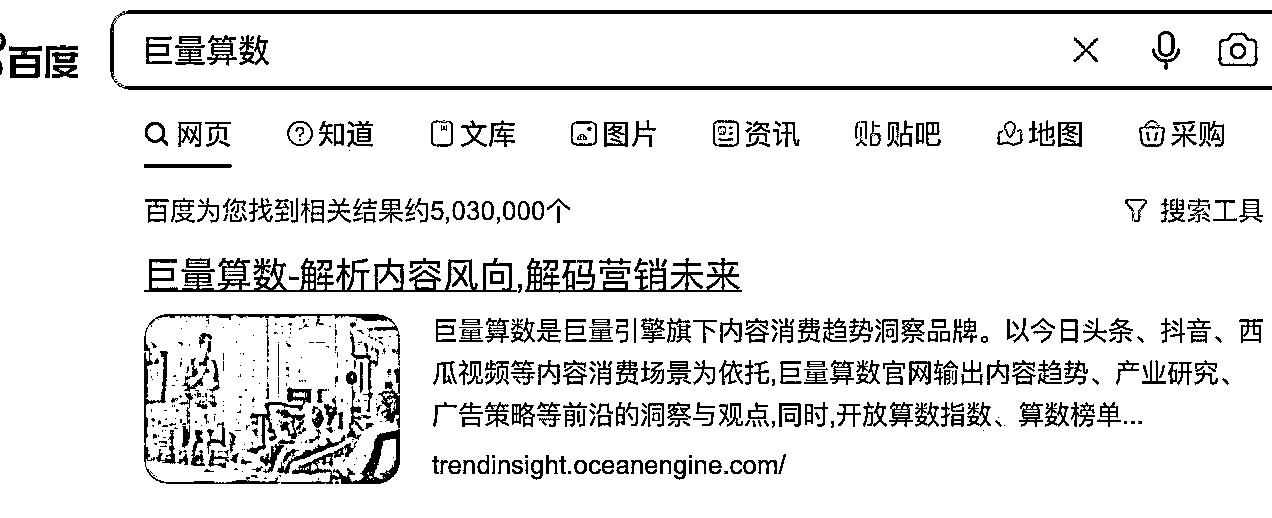 百度 巨量算数
网页 知道 文库 图片 资讯 贴吧 地图 采购
百度为您找到相关结果约5,030,000个 搜索工具
巨量算数-解析内容风向,解码营销未来
巨量算数是巨量引擎旗下内容消费趋势洞察品牌。以今日头条、抖音、西
瓜视频等内容消费场景为依托,巨量算数官网输出内容趋势、产业研究、
广告策略等前沿的洞察与观点,同时,开放算数指数、算数榜单...
trendinsight.oceanengine.com/